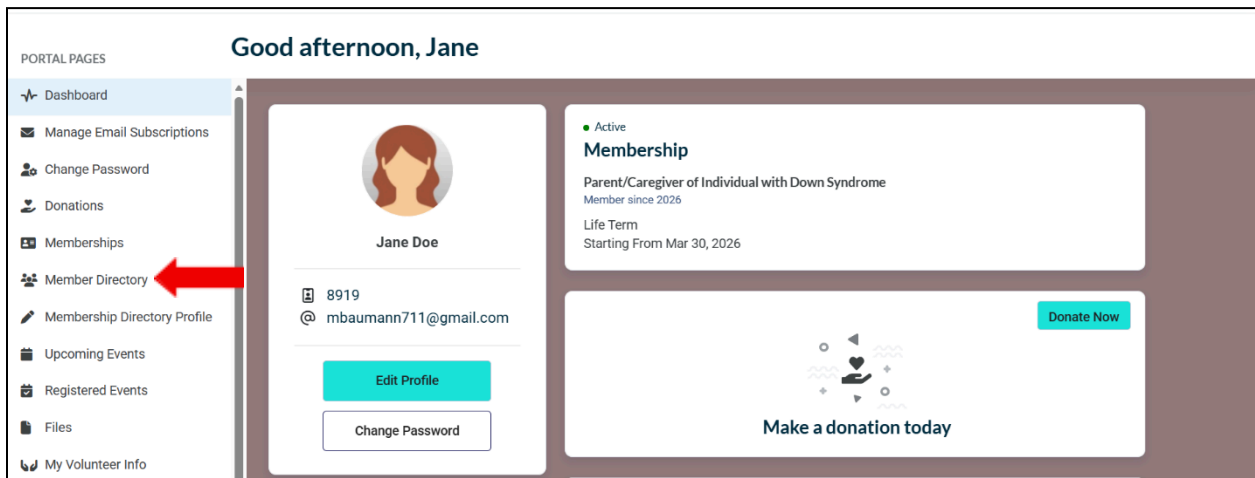 PORTAL PAGES
Good afternoon, Jane
Dashboard
Manage Email Subscriptions
Change Password
Donations
Memberships
Member Directory
Membership Directory Profile
Upcoming Events
Registered Events
Files
My Volunteer Info
Jane Doe
8919
@ mbaumann711@gmail.com
Edit Profile
Change Password
Active
Membership
Parent/Caregiver of Individual with Down Syndrome
Member since 2026
Life Term
Starting From Mar 30, 2026
Donate Now
Make a donation today